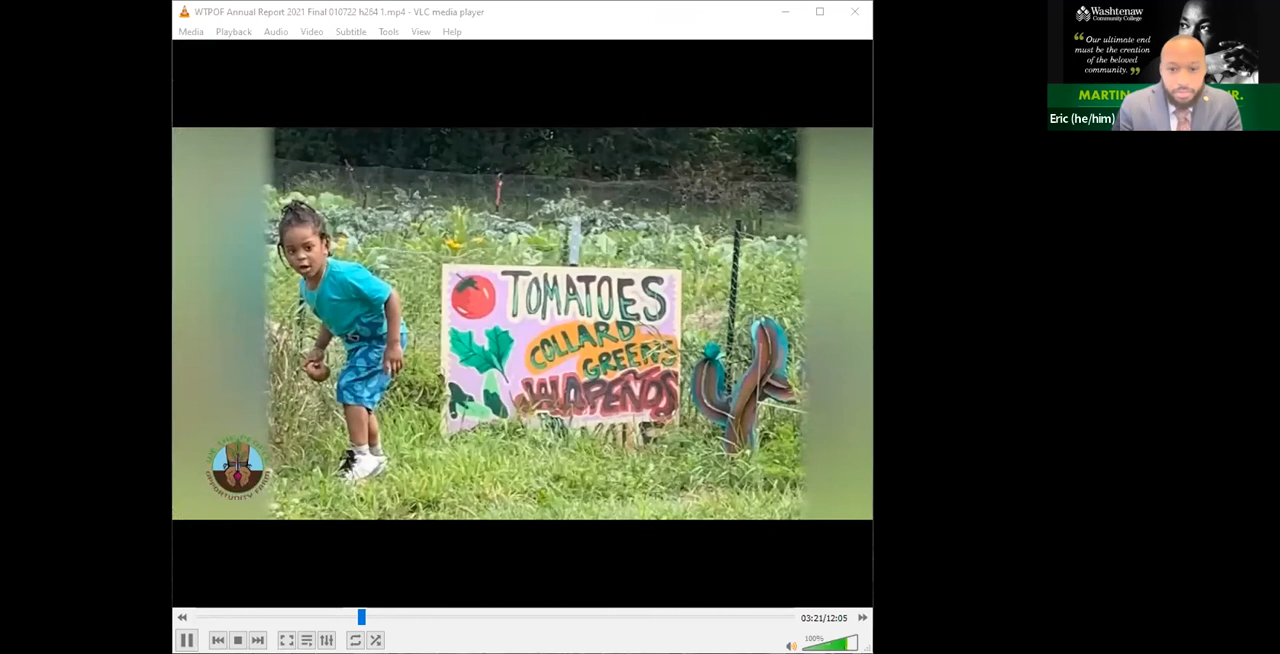 WTPOF Annual Report 2021 Final 010722 h264 1.mp4 - VLC media player
Media Playback Audio Video Subtitle Tools View Help
TOMATOES
COLLARD
GREENS
JALAPEÑOS
OPPORTUNITY FARM
03:21/12:05
100%
Washtenaw
Community College
“Our ultimate end
must be the creation
of the beloved
community.”
MARTIN
R.
Eric (he/him)